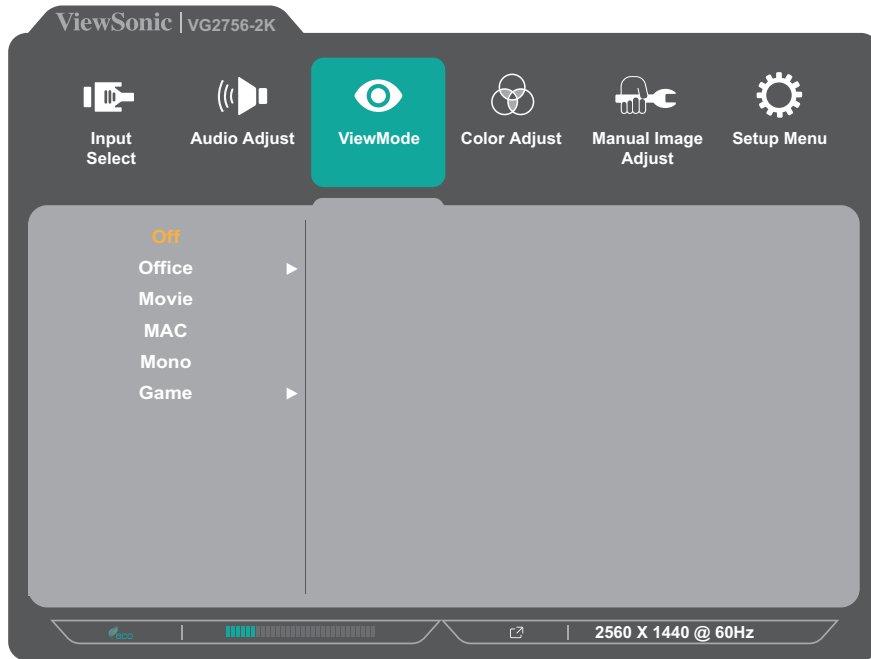 ViewSonic VG2756-2K
Input
Select
Audio Adjust
ViewMode
Color Adjust
Manual Image
Adjust
Setup Menu
Off
Office
Movie
MAC
Mono
Game
eco
2560 X 1440 @ 60Hz